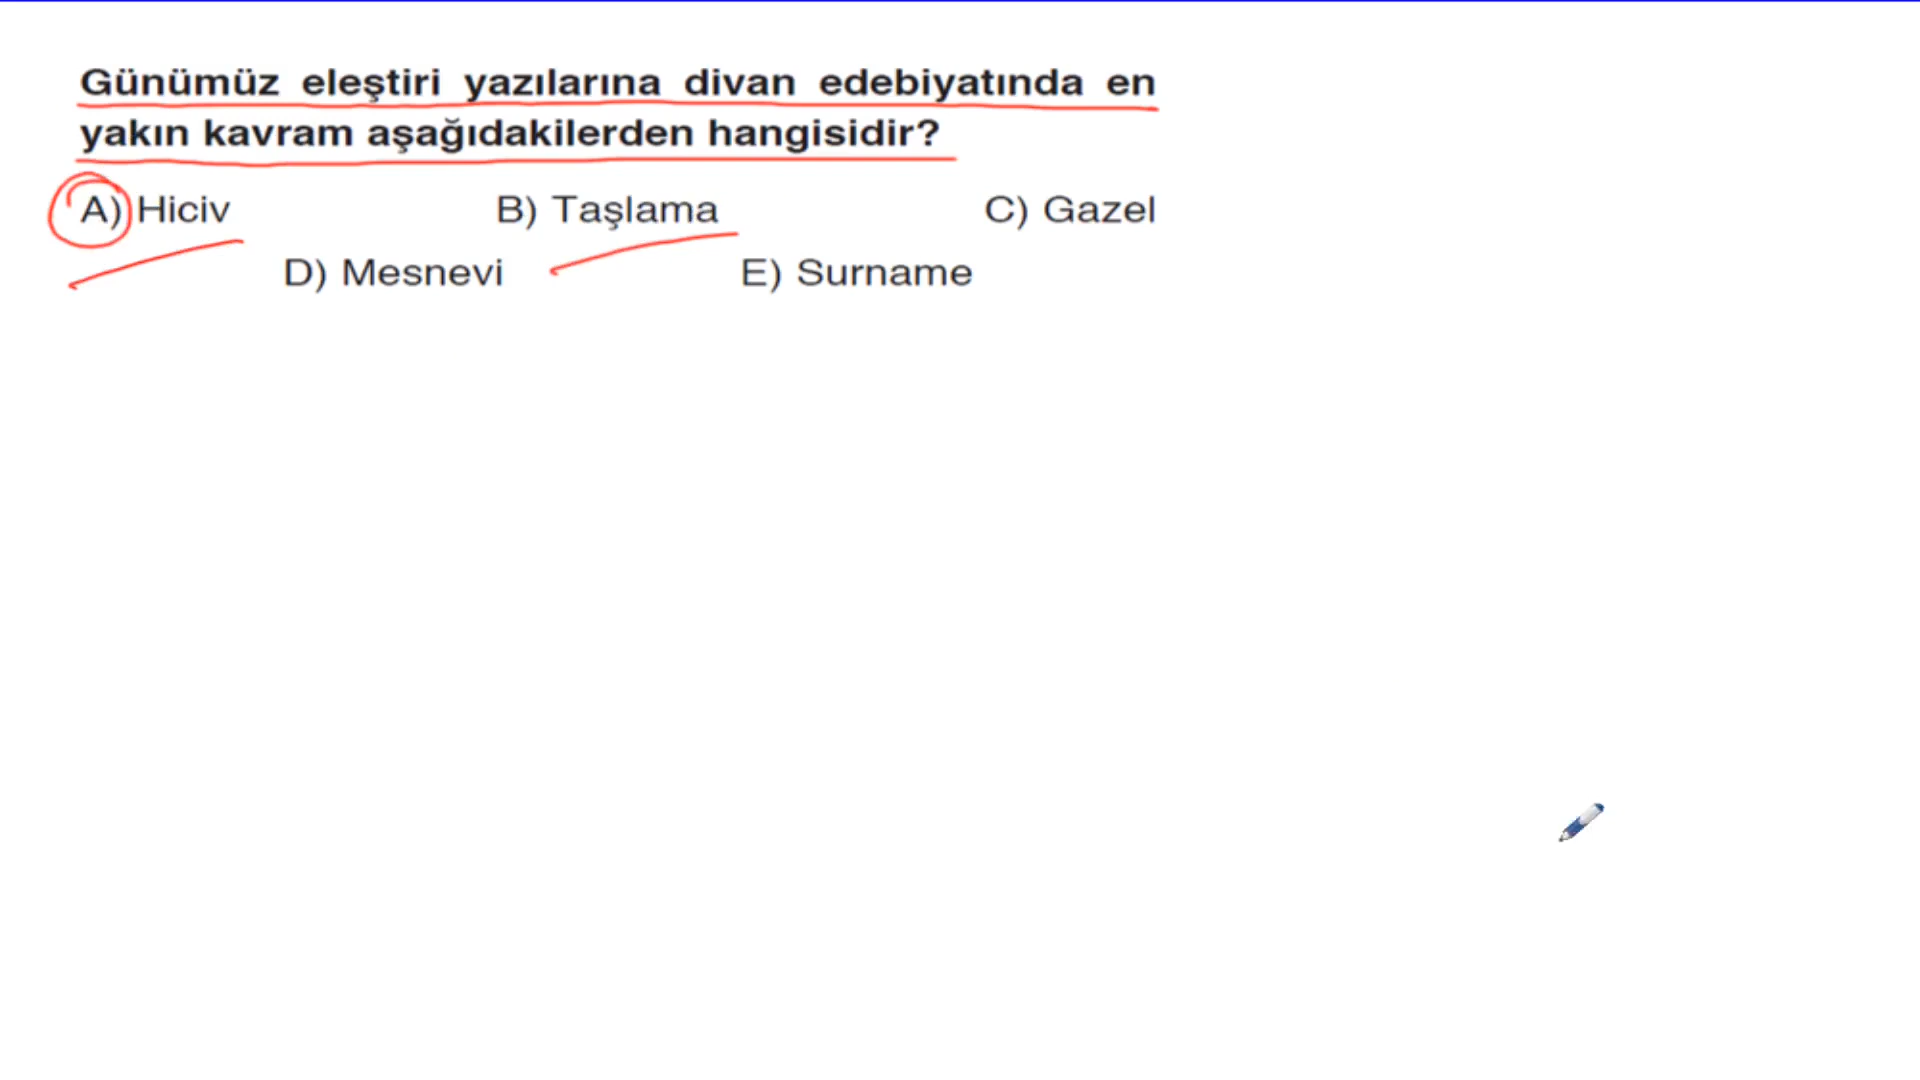 Günümüz eleştiri yazılarına divan edebiyatında en
yakın kavram aşağıdakilerden hangisidir?
A) Hiciv B) Taşlama C) Gazel
D) Mesnevi E) Surname